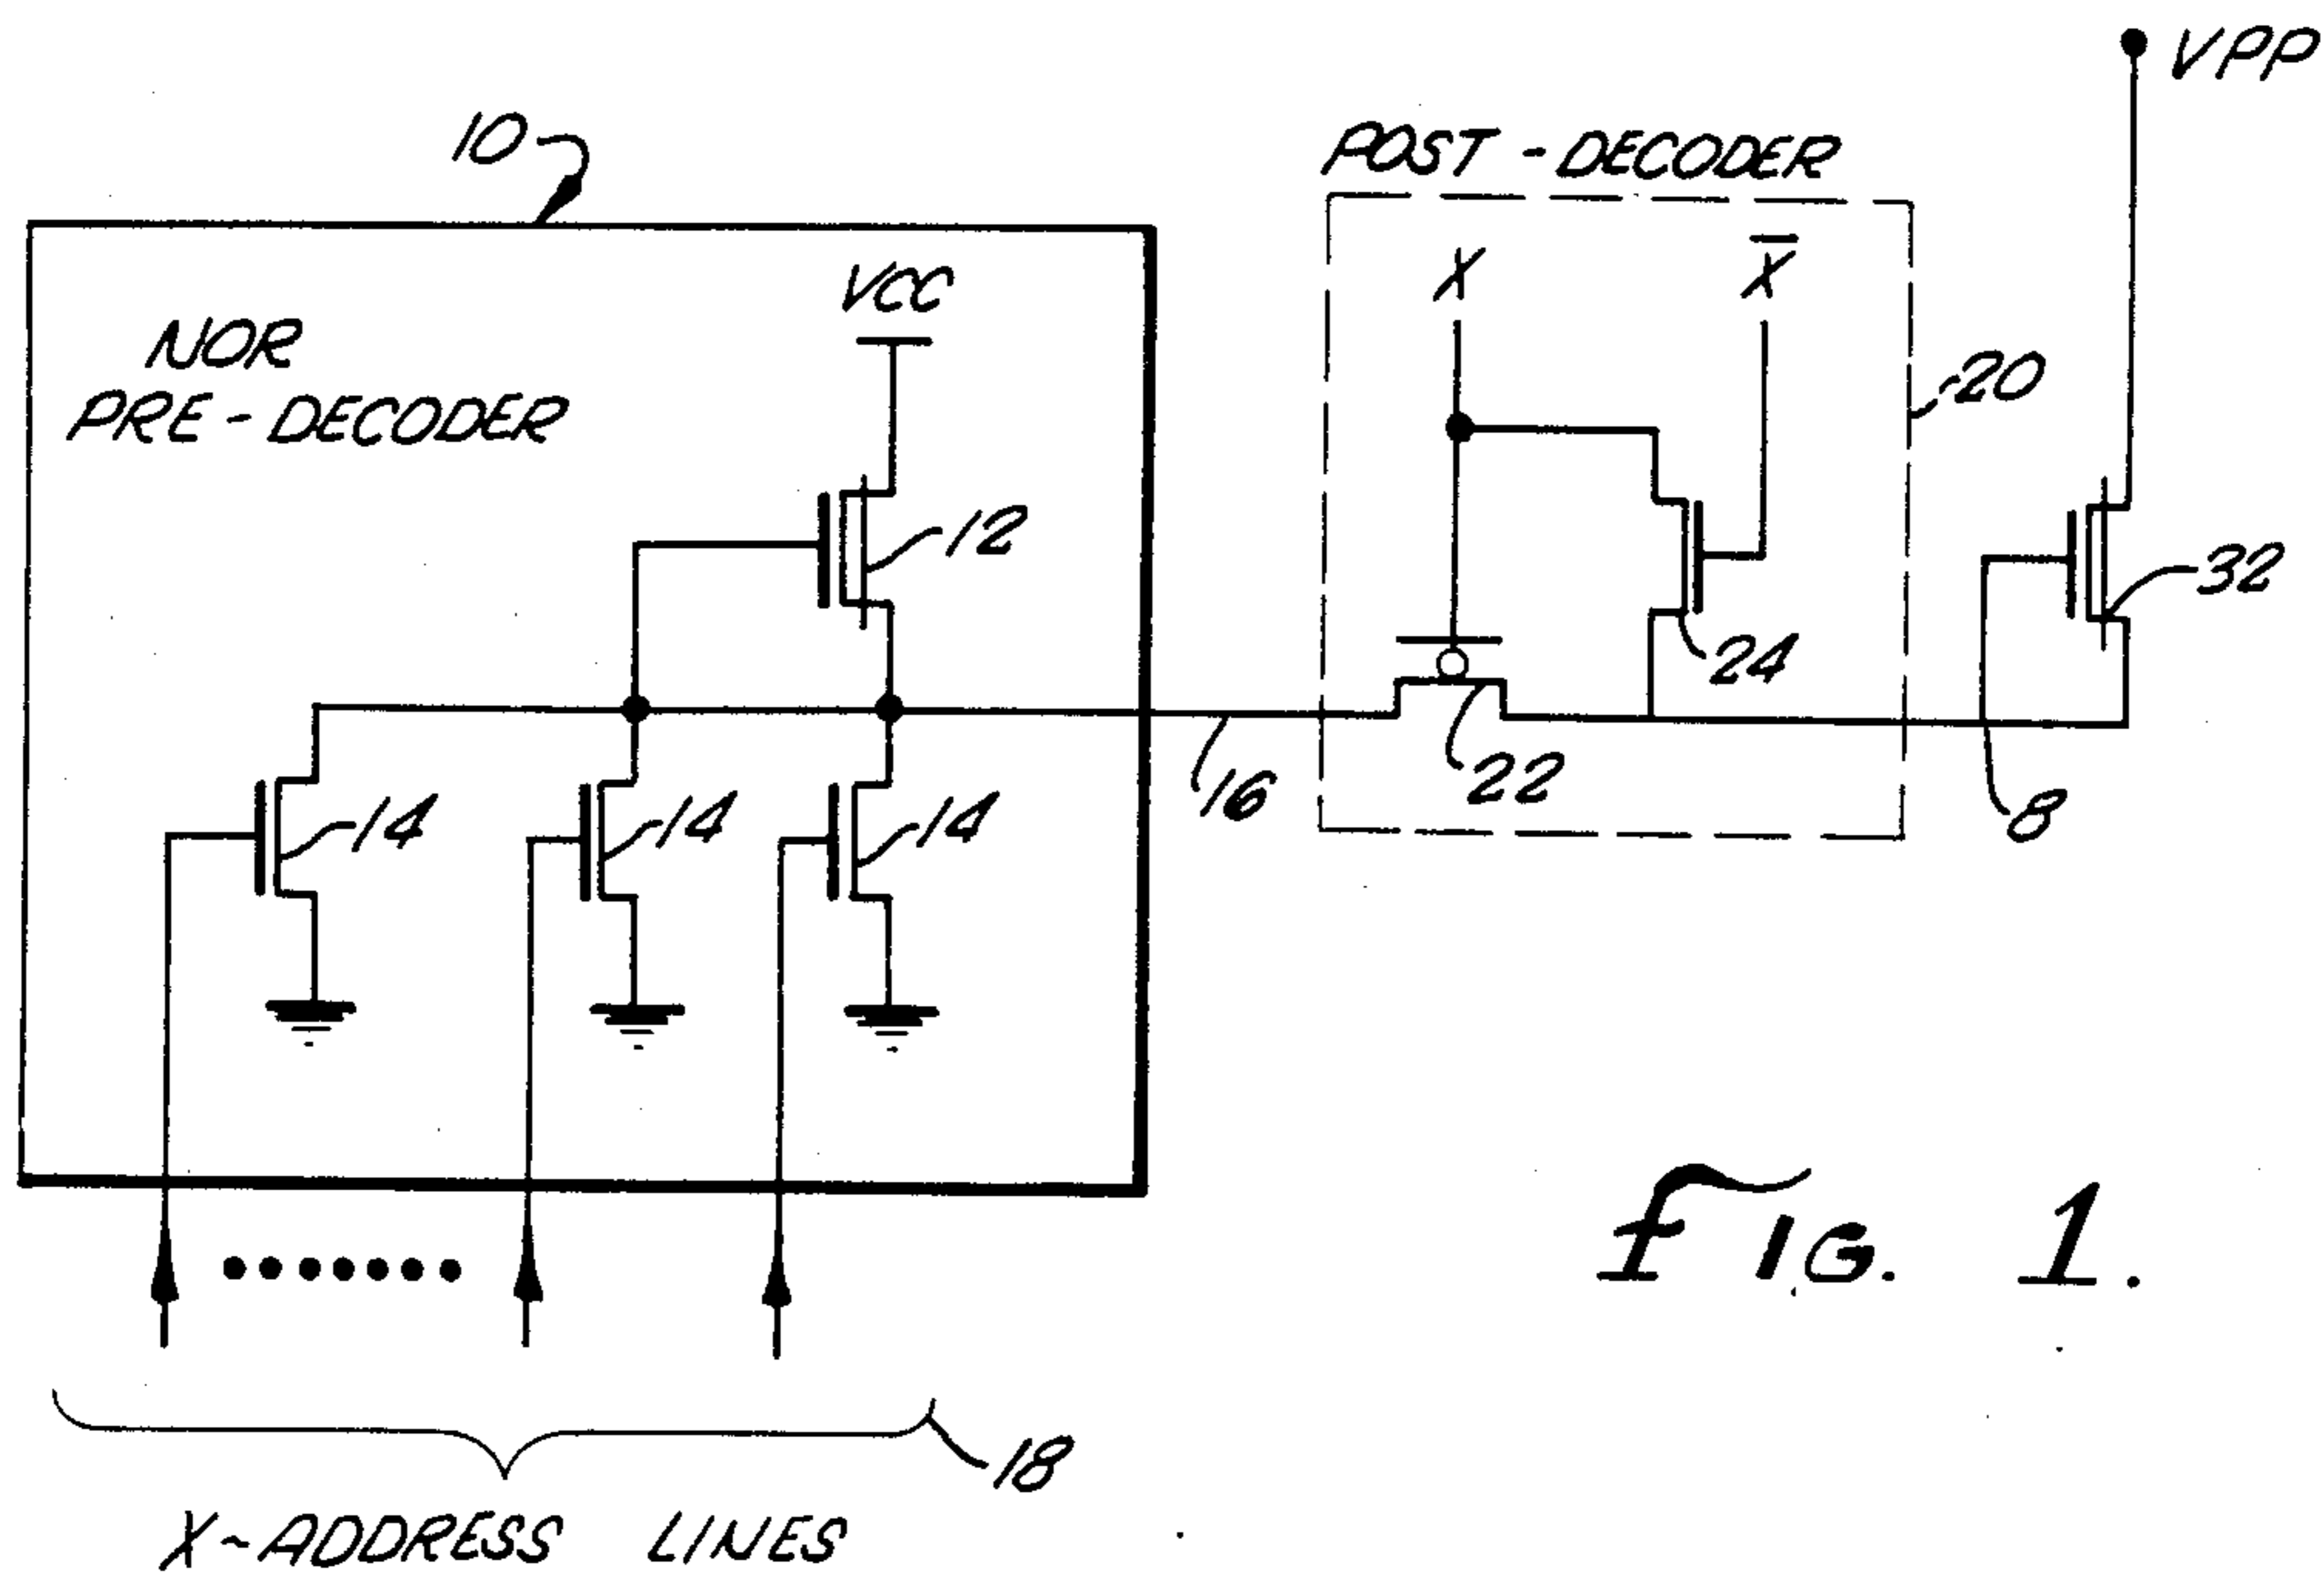 VPP
10
POST-DECODER
X
X̅
VCC
NOR
PRE-DECODER
20
12
32
24
14
14
14
16
22
8
FIG. 1.
18
X-ADDRESS LINES